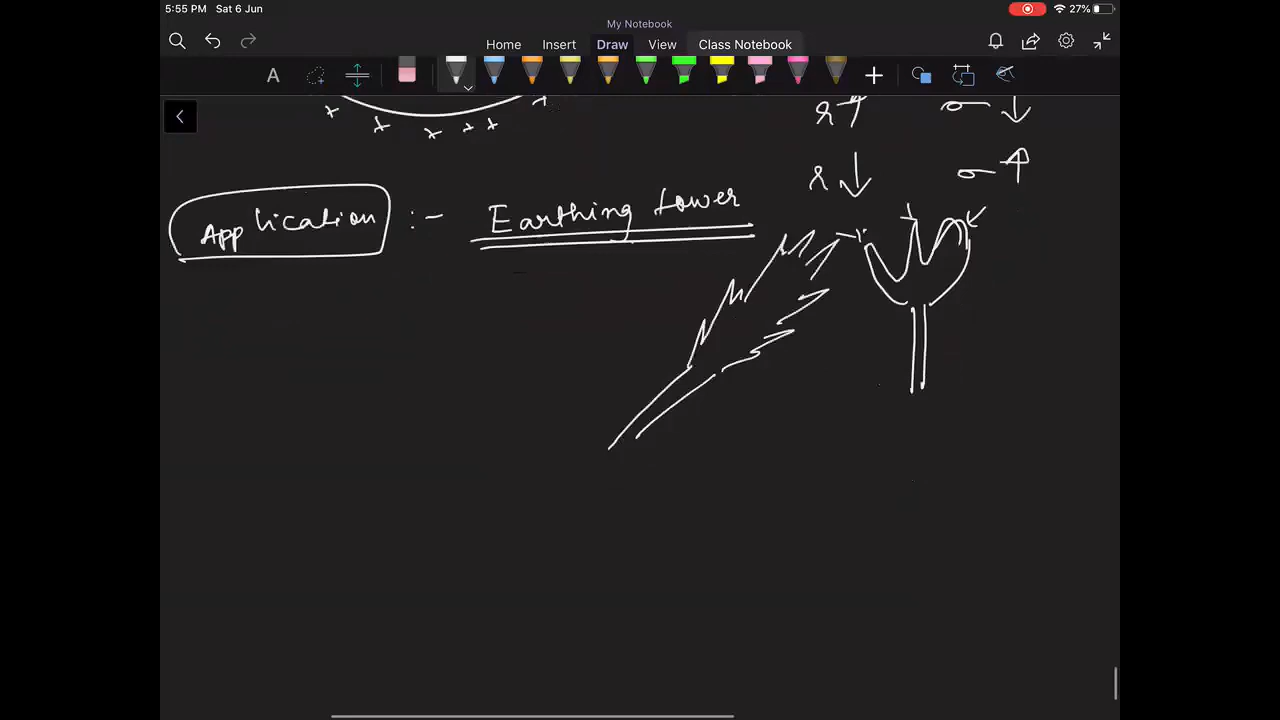 5:55 PM Sat 6 Jun
27%
My Notebook
Home Insert Draw View Class Notebook
A
r↑ σ↓
r↓ σ↑
Application :- Earthing tower